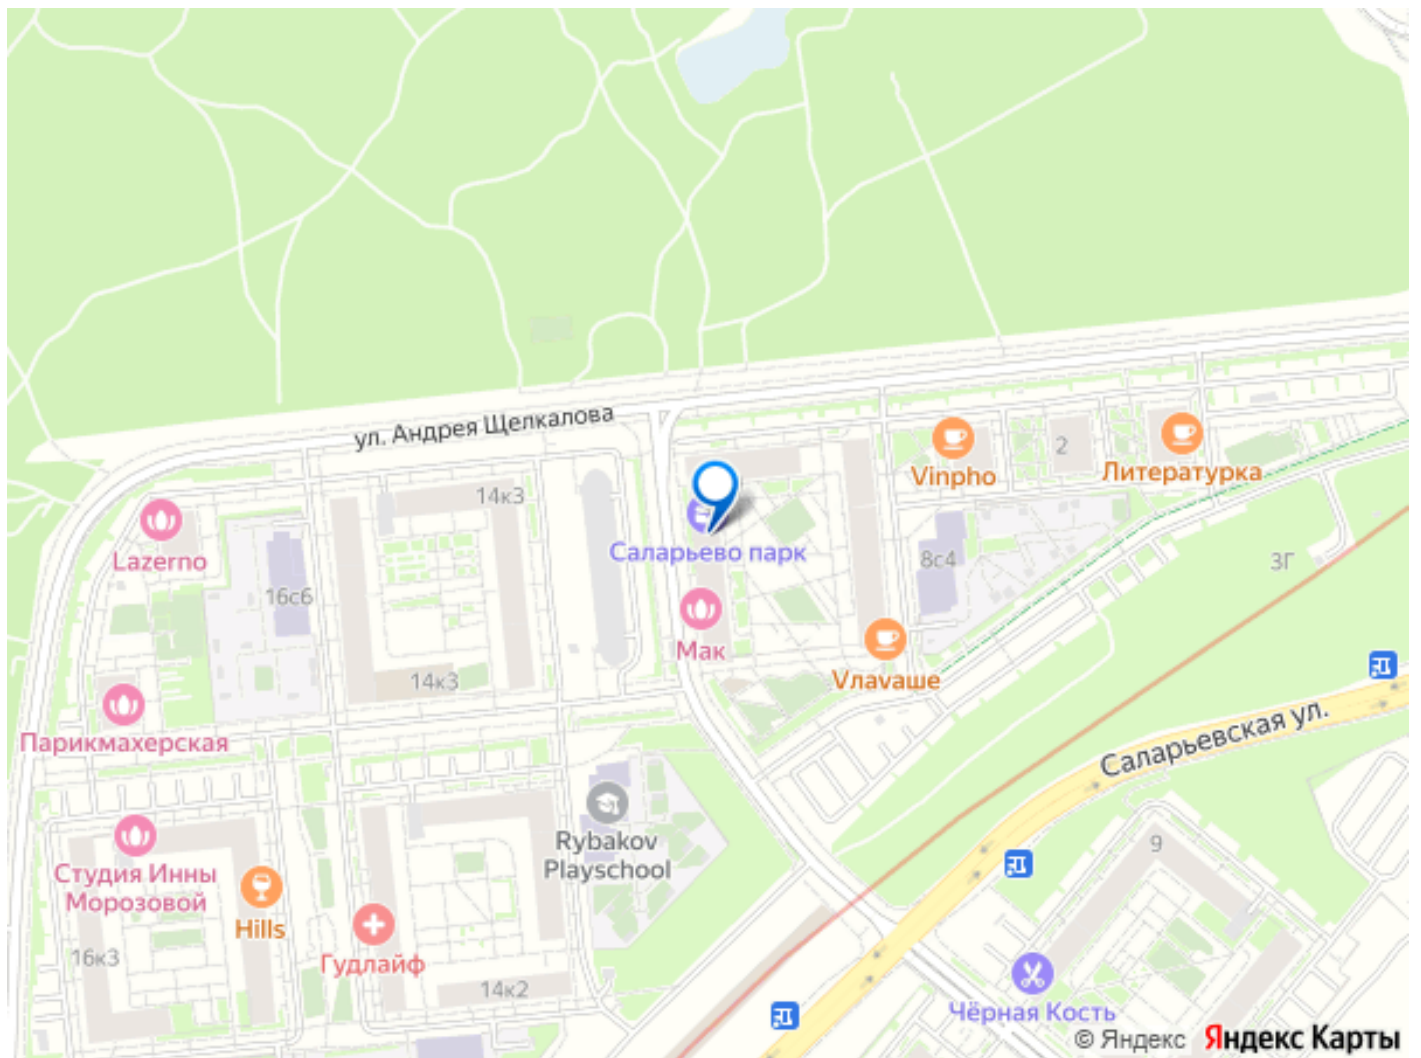 ул. Андрея Щелкалова
Vinpho
2
Литературка
14к3
Lazerno
Саларьево парк
8с4
3Г
16с6
Мак
14к3
Vлаваше
Парикмахерская
Саларьевская ул.
Rybakov
Playschool
9
Студия Инны
Морозовой
Hills
Гудлайф
16к3
14к2
Чёрная Кость
© Яндекс Яндекс Карты